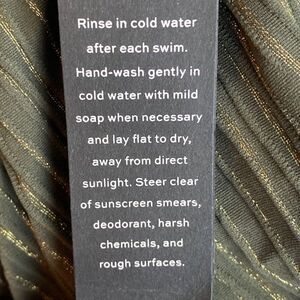 Rinse in cold water
after each swim.
Hand-wash gently in
cold water with mild
soap when necessary
and lay flat to dry,
away from direct
sunlight. Steer clear
of sunscreen smears,
deodorant, harsh
chemicals, and
rough surfaces.